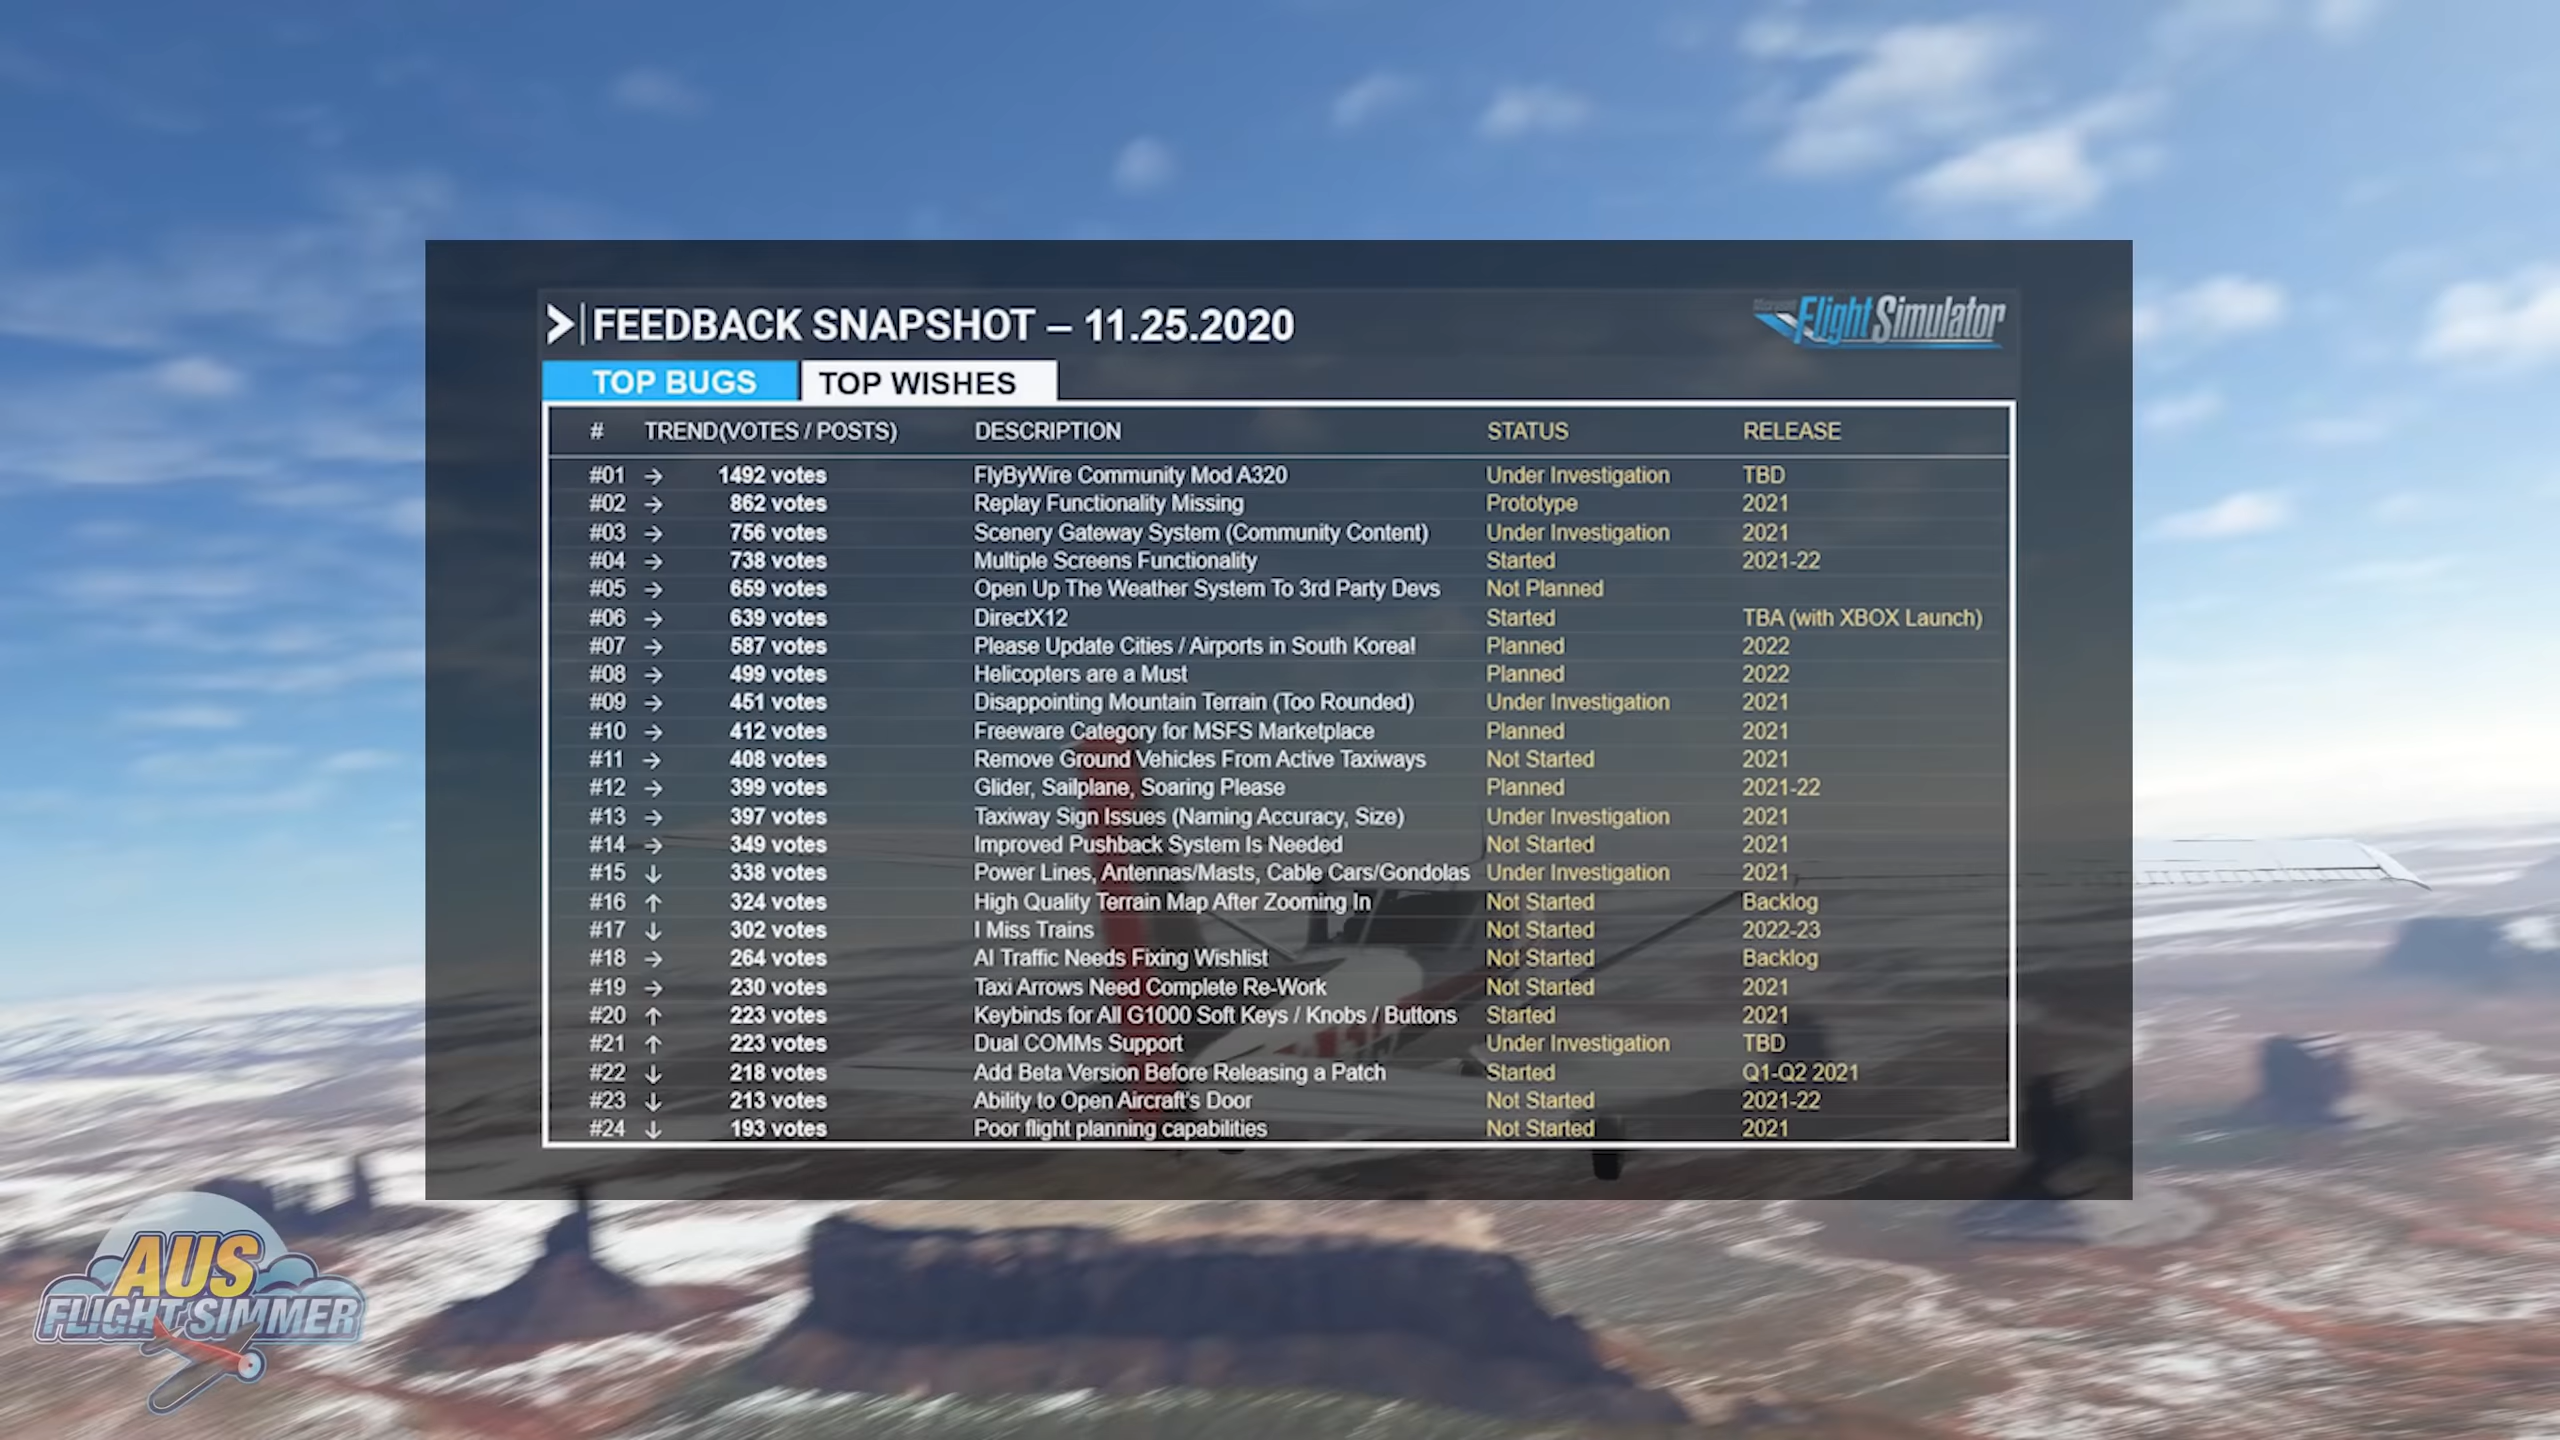 FEEDBACK SNAPSHOT – 11.25.2020
Flight Simulator
TOP BUGS TOP WISHES
# TREND(VOTES / POSTS) DESCRIPTION STATUS RELEASE
#01 → 1492 votes FlyByWire Community Mod A320 Under Investigation TBD
#02 → 862 votes Replay Functionality Missing Prototype 2021
#03 → 756 votes Scenery Gateway System (Community Content) Under Investigation 2021
#04 → 738 votes Multiple Screens Functionality Started 2021-22
#05 → 659 votes Open Up The Weather System To 3rd Party Devs Not Planned
#06 → 639 votes DirectX12 Started TBA (with XBOX Launch)
#07 → 587 votes Please Update Cities / Airports in South Korea! Planned 2022
#08 → 499 votes Helicopters are a Must Planned 2022
#09 → 451 votes Disappointing Mountain Terrain (Too Rounded) Under Investigation 2021
#10 → 412 votes Freeware Category for MSFS Marketplace Planned 2021
#11 → 408 votes Remove Ground Vehicles From Active Taxiways Not Started 2021
#12 → 399 votes Glider, Sailplane, Soaring Please Planned 2021-22
#13 → 397 votes Taxiway Sign Issues (Naming Accuracy, Size) Under Investigation 2021
#14 → 349 votes Improved Pushback System Is Needed Not Started 2021
#15 ↓ 338 votes Power Lines, Antennas/Masts, Cable Cars/Gondolas Under Investigation 2021
#16 ↑ 324 votes High Quality Terrain Map After Zooming In Not Started Backlog
#17 ↓ 302 votes I Miss Trains Not Started 2022-23
#18 → 264 votes AI Traffic Needs Fixing Wishlist Not Started Backlog
#19 → 230 votes Taxi Arrows Need Complete Re-Work Not Started 2021
#20 ↑ 223 votes Keybinds for All G1000 Soft Keys / Knobs / Buttons Started 2021
#21 ↑ 223 votes Dual COMMs Support Under Investigation TBD
#22 ↓ 218 votes Add Beta Version Before Releasing a Patch Started Q1-Q2 2021
#23 ↓ 213 votes Ability to Open Aircraft's Door Not Started 2021-22
#24 ↓ 193 votes Poor flight planning capabilities Not Started 2021
AUS
FLIGHT SIMMER